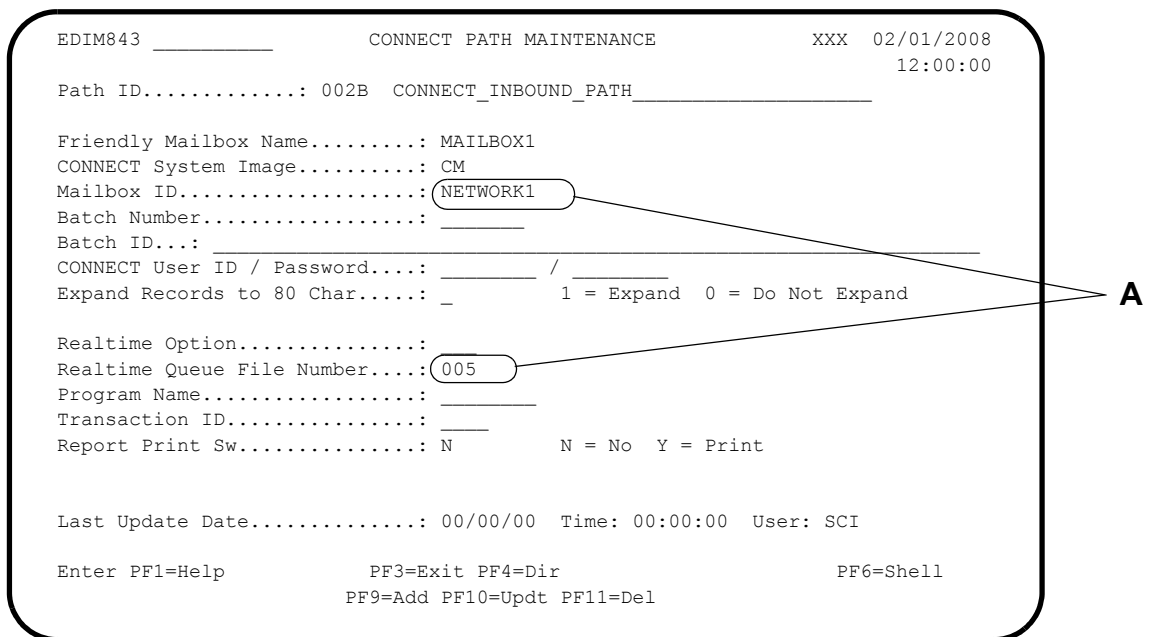 EDIM843 __________ CONNECT PATH MAINTENANCE XXX 02/01/2008
12:00:00
Path ID.............: 002B CONNECT_INBOUND_PATH____________________
Friendly Mailbox Name.........: MAILBOX1
CONNECT System Image..........: CM
Mailbox ID....................: NETWORK1
Batch Number..................: _______
Batch ID...: ________________________________________________________________
CONNECT User ID / Password....: ________ / ________
Expand Records to 80 Char.....: _ 1 = Expand 0 = Do Not Expand
A
Realtime Option...............: ___
Realtime Queue File Number....: 005
Program Name..................: ________
Transaction ID................: ____
Report Print Sw...............: N N = No Y = Print
Last Update Date..............: 00/00/00 Time: 00:00:00 User: SCI
Enter PF1=Help PF3=Exit PF4=Dir PF6=Shell
PF9=Add PF10=Updt PF11=Del